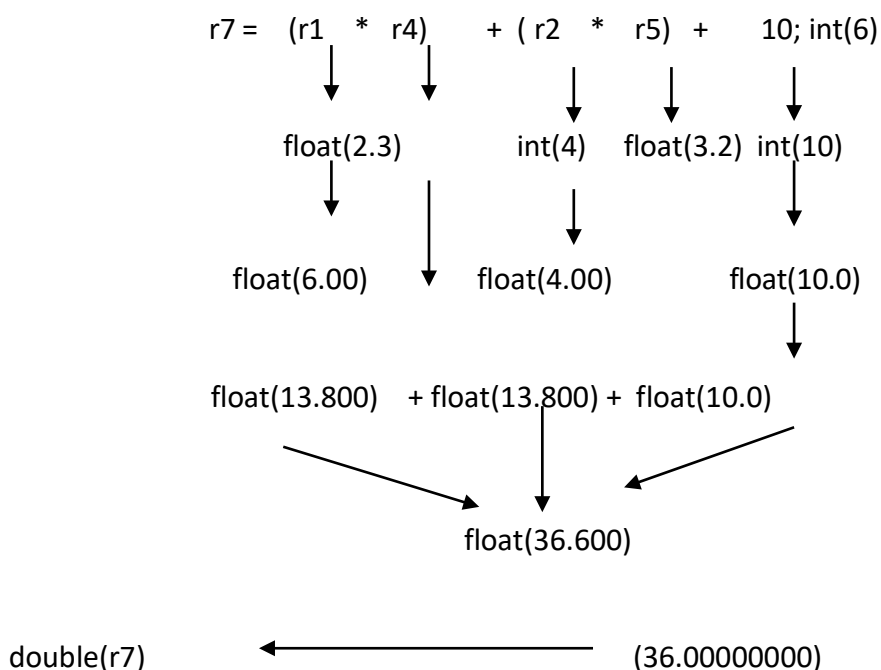 r7 = (r1 * r4) + ( r2 * r5) + 10; int(6)
float(2.3) int(4) float(3.2) int(10)
float(6.00) float(4.00) float(10.0)
float(13.800) + float(13.800) + float(10.0)
float(36.600)
double(r7) (36.00000000)